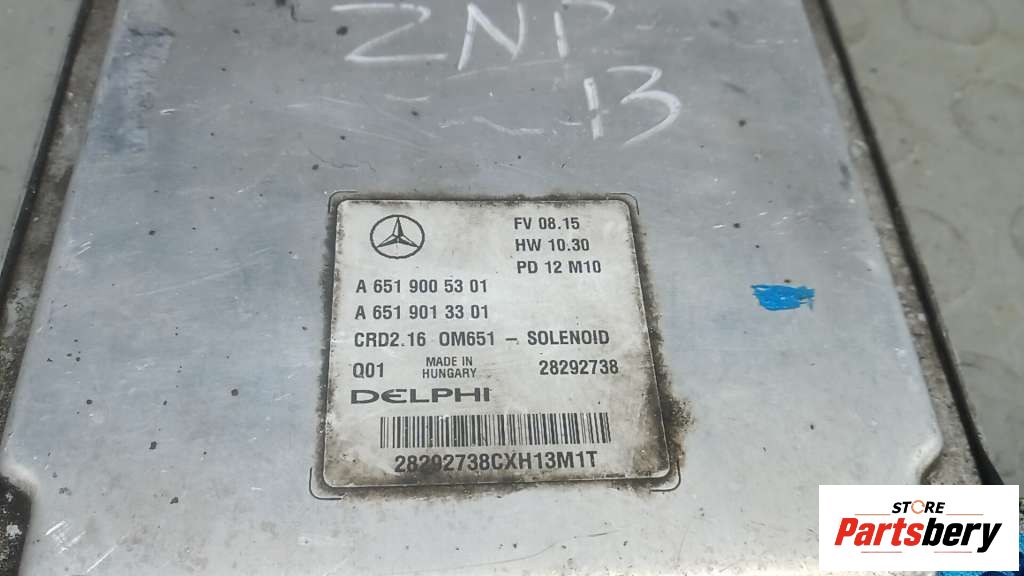 ZNP
13
FV 08.15
HW 10.30
PD 12 M10
A 651 900 53 01
A 651 901 33 01
CRD2.16 OM651 – SOLENOID
Q01 MADE IN HUNGARY 28292738
DELPHI
28292738CXH13M1T
STORE
Partsbery